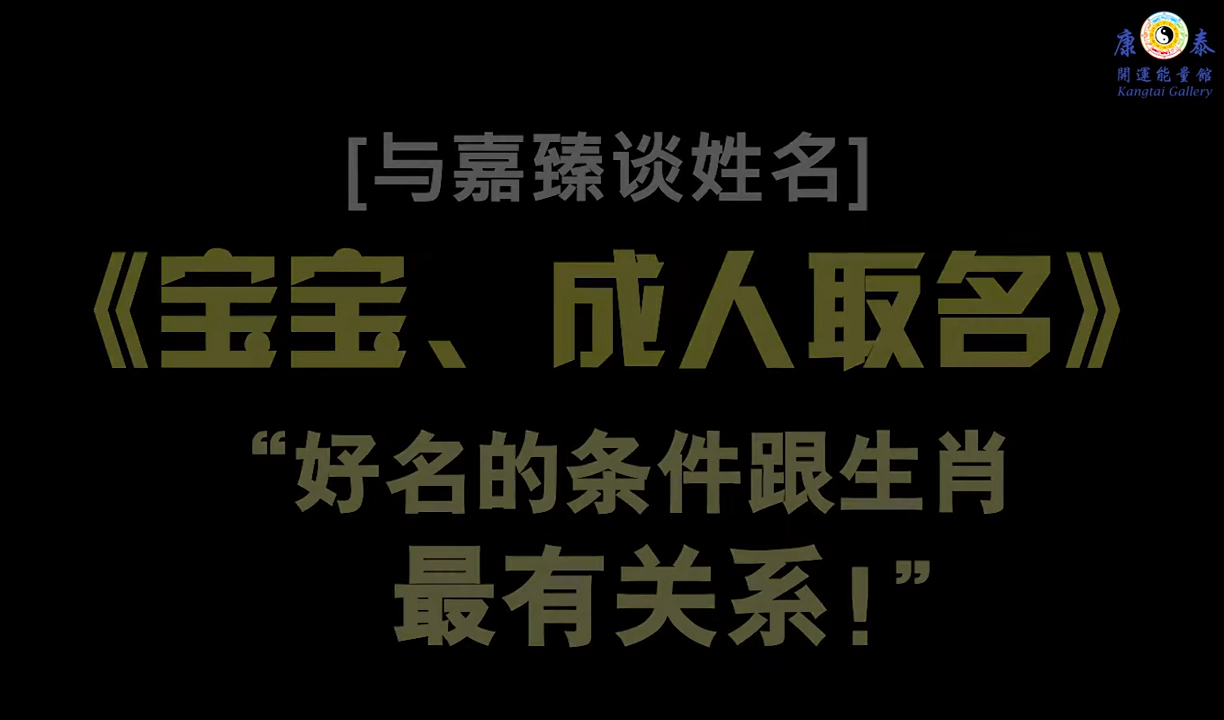 康泰
開運能量館
Kangtai Gallery
[与嘉臻谈姓名]
《宝宝、成人取名》
“好名的条件跟生肖
最有关系!”